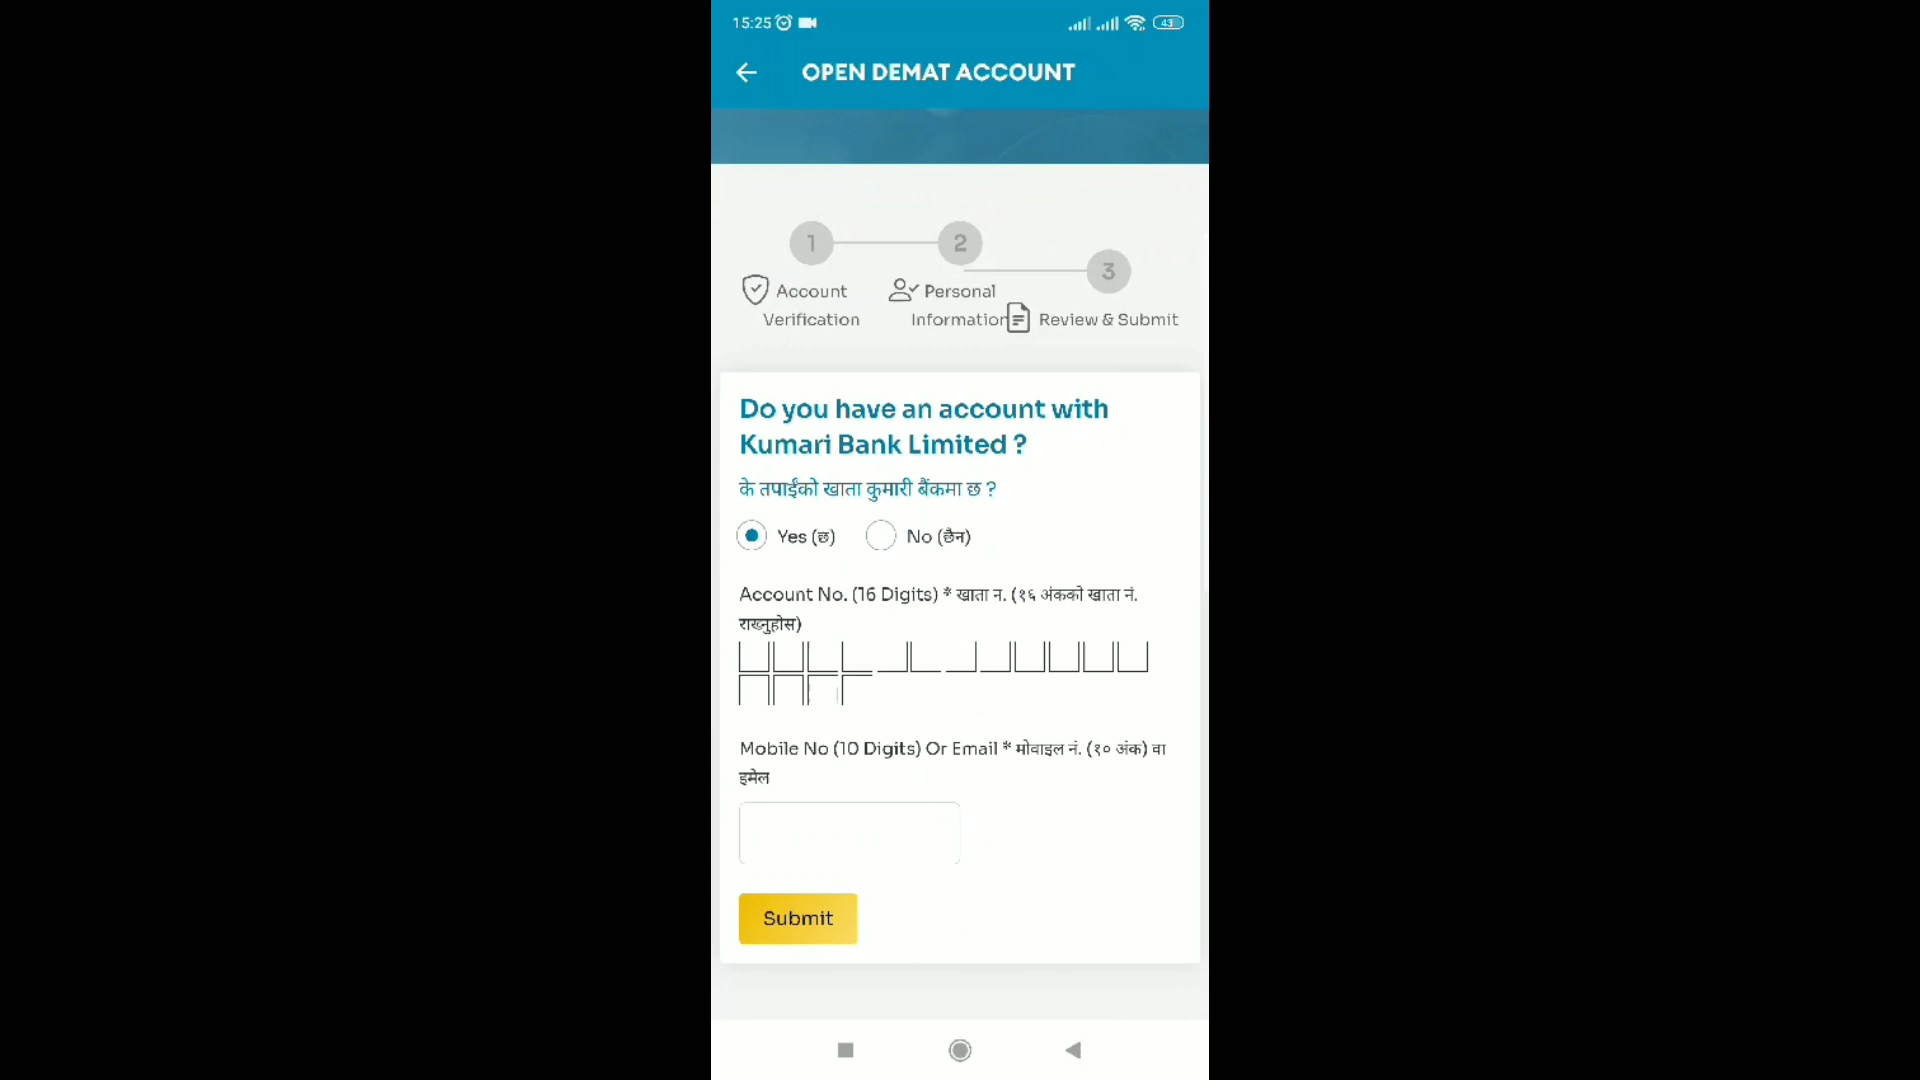 15:25
43
OPEN DEMAT ACCOUNT
1
2
3
Account
Verification
Personal
Information
Review & Submit
Do you have an account with
Kumari Bank Limited ?
के तपाईंको खाता कुमारी बैंकमा छ ?
Yes (छ)
No (छैन)
Account No. (16 Digits) * खाता न. (१६ अंकको खाता नं.
राख्नुहोस)
Mobile No (10 Digits) Or Email * मोवाइल नं. (१० अंक) वा
इमेल
Submit